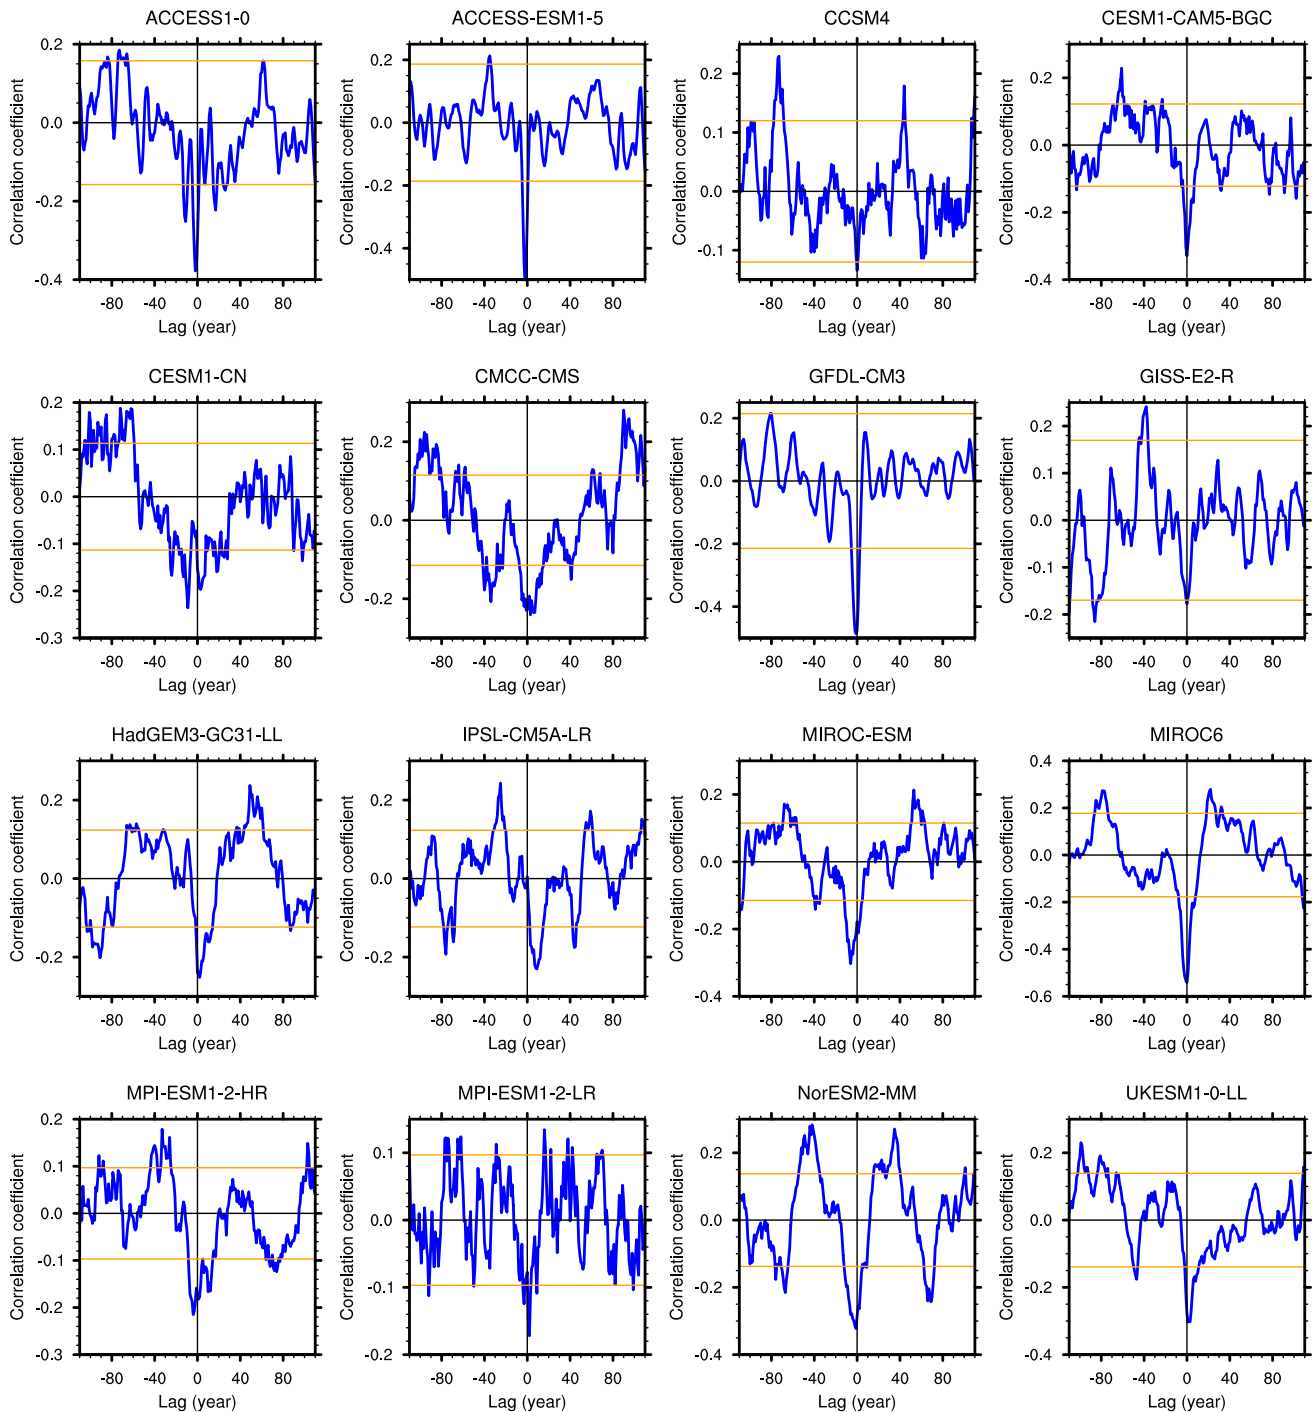 ACCESS1-0
ACCESS-ESM1-5
CCSM4
CESM1-CAM5-BGC
Correlation coefficient
0.2
0.0
-0.2
-0.4
-80 -40 0 40 80
Lag (year)
Correlation coefficient
0.2
0.0
-0.2
-0.4
-80 -40 0 40 80
Lag (year)
Correlation coefficient
0.2
0.1
0.0
-0.1
-80 -40 0 40 80
Lag (year)
Correlation coefficient
0.2
0.0
-0.2
-0.4
-80 -40 0 40 80
Lag (year)
CESM1-CN
CMCC-CMS
GFDL-CM3
GISS-E2-R
Correlation coefficient
0.2
0.1
0.0
-0.1
-0.2
-0.3
-80 -40 0 40 80
Lag (year)
Correlation coefficient
0.2
0.0
-0.2
-80 -40 0 40 80
Lag (year)
Correlation coefficient
0.2
0.0
-0.2
-0.4
-80 -40 0 40 80
Lag (year)
Correlation coefficient
0.2
0.1
0.0
-0.1
-0.2
-80 -40 0 40 80
Lag (year)
HadGEM3-GC31-LL
IPSL-CM5A-LR
MIROC-ESM
MIROC6
Correlation coefficient
0.2
0.0
-0.2
-80 -40 0 40 80
Lag (year)
Correlation coefficient
0.2
0.0
-0.2
-80 -40 0 40 80
Lag (year)
Correlation coefficient
0.2
0.0
-0.2
-0.4
-80 -40 0 40 80
Lag (year)
Correlation coefficient
0.4
0.2
0.0
-0.2
-0.4
-0.6
-80 -40 0 40 80
Lag (year)
MPI-ESM1-2-HR
MPI-ESM1-2-LR
NorESM2-MM
UKESM1-0-LL
Correlation coefficient
0.2
0.1
0.0
-0.1
-0.2
-0.3
-80 -40 0 40 80
Lag (year)
Correlation coefficient
0.1
0.0
-0.1
-0.2
-80 -40 0 40 80
Lag (year)
Correlation coefficient
0.2
0.0
-0.2
-0.4
-80 -40 0 40 80
Lag (year)
Correlation coefficient
0.2
0.0
-0.2
-0.4
-80 -40 0 40 80
Lag (year)